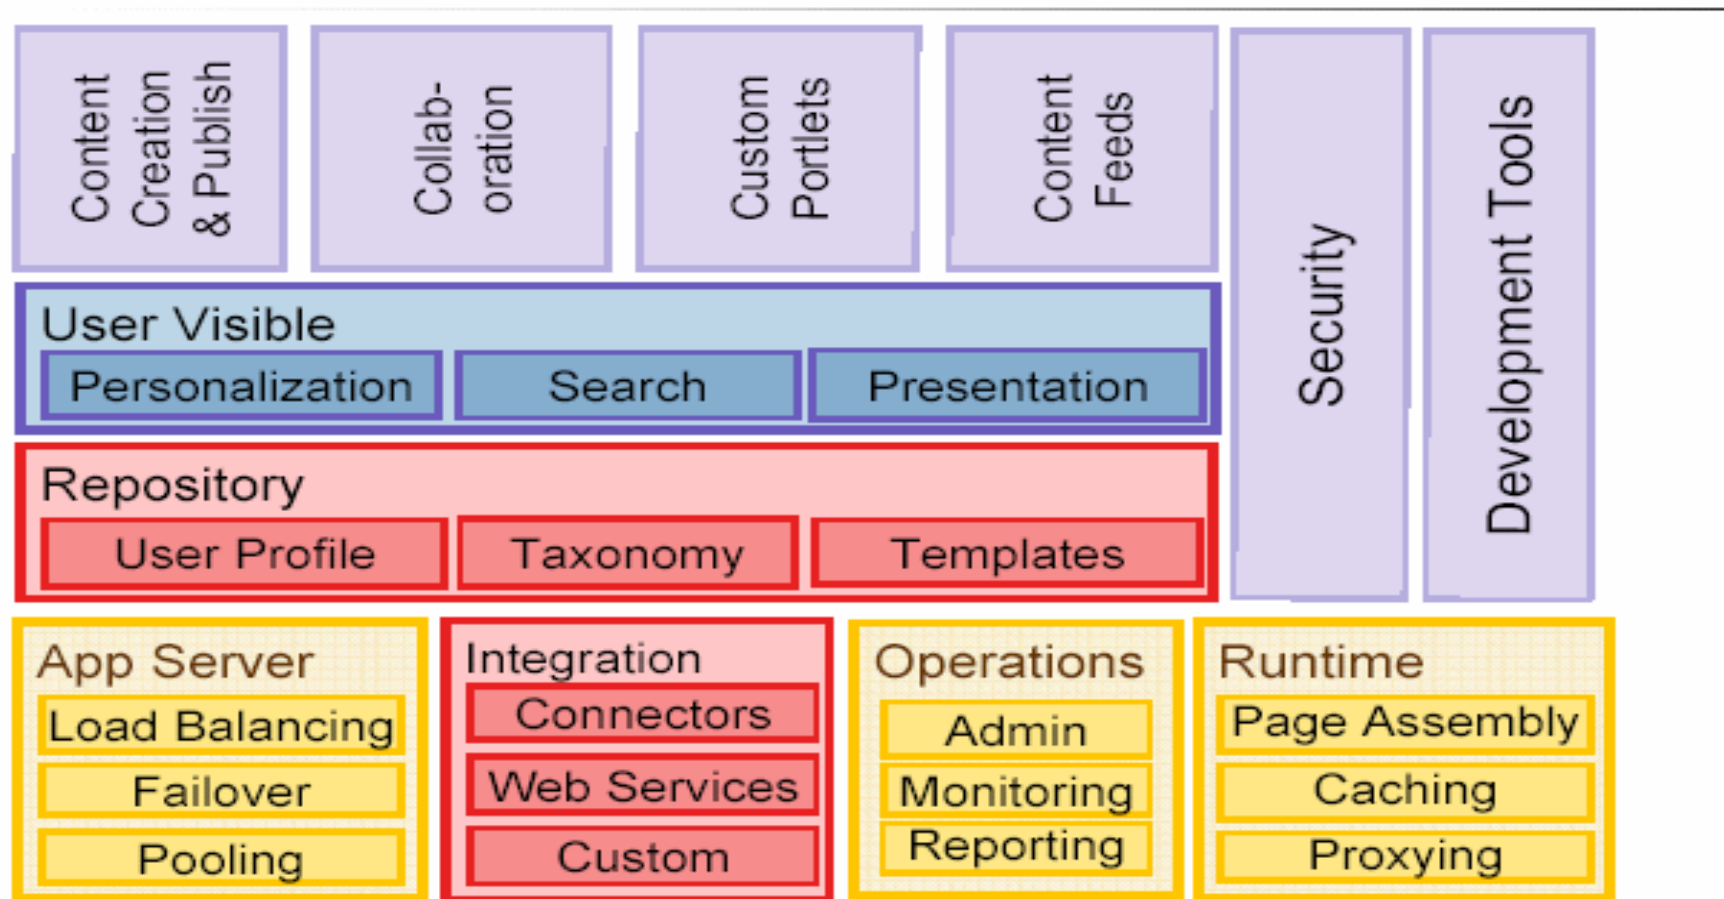 Content
Creation
& Publish
Collab-
oration
Custom
Portlets
Content
Feeds
Security
Development Tools
User Visible
Personalization
Search
Presentation
Repository
User Profile
Taxonomy
Templates
App Server
Load Balancing
Failover
Pooling
Integration
Connectors
Web Services
Custom
Operations
Admin
Monitoring
Reporting
Runtime
Page Assembly
Caching
Proxying